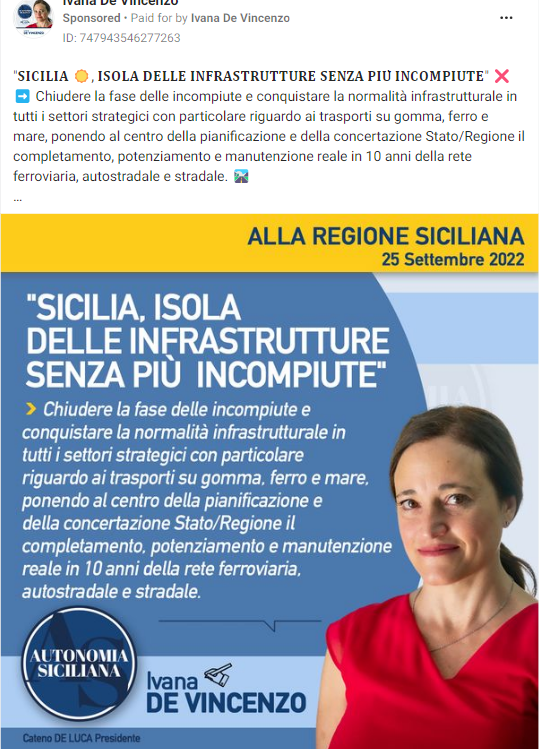 Ivana De Vincenzo
Sponsored • Paid for by Ivana De Vincenzo
ID: 747943546277263
"SICILIA 🌞, ISOLA DELLE INFRASTRUTTURE SENZA PIÙ INCOMPIUTE" ❌
➡️ Chiudere la fase delle incompiute e conquistare la normalità infrastrutturale in
tutti i settori strategici con particolare riguardo ai trasporti su gomma, ferro e
mare, ponendo al centro della pianificazione e della concertazione Stato/Regione il
completamento, potenziamento e manutenzione reale in 10 anni della rete
ferroviaria, autostradale e stradale. 🛣️
...
ALLA REGIONE SICILIANA
25 Settembre 2022
"SICILIA, ISOLA
DELLE INFRASTRUTTURE
SENZA PIÙ INCOMPIUTE"
> Chiudere la fase delle incompiute e
conquistare la normalità infrastrutturale in
tutti i settori strategici con particolare
riguardo ai trasporti su gomma, ferro e mare,
ponendo al centro della pianificazione e
della concertazione Stato/Regione il
completamento, potenziamento e manutenzione
reale in 10 anni della rete ferroviaria,
autostradale e stradale.
AS
AUTONOMIA
SICILIANA
Ivana
DE VINCENZO
Cateno DE LUCA Presidente